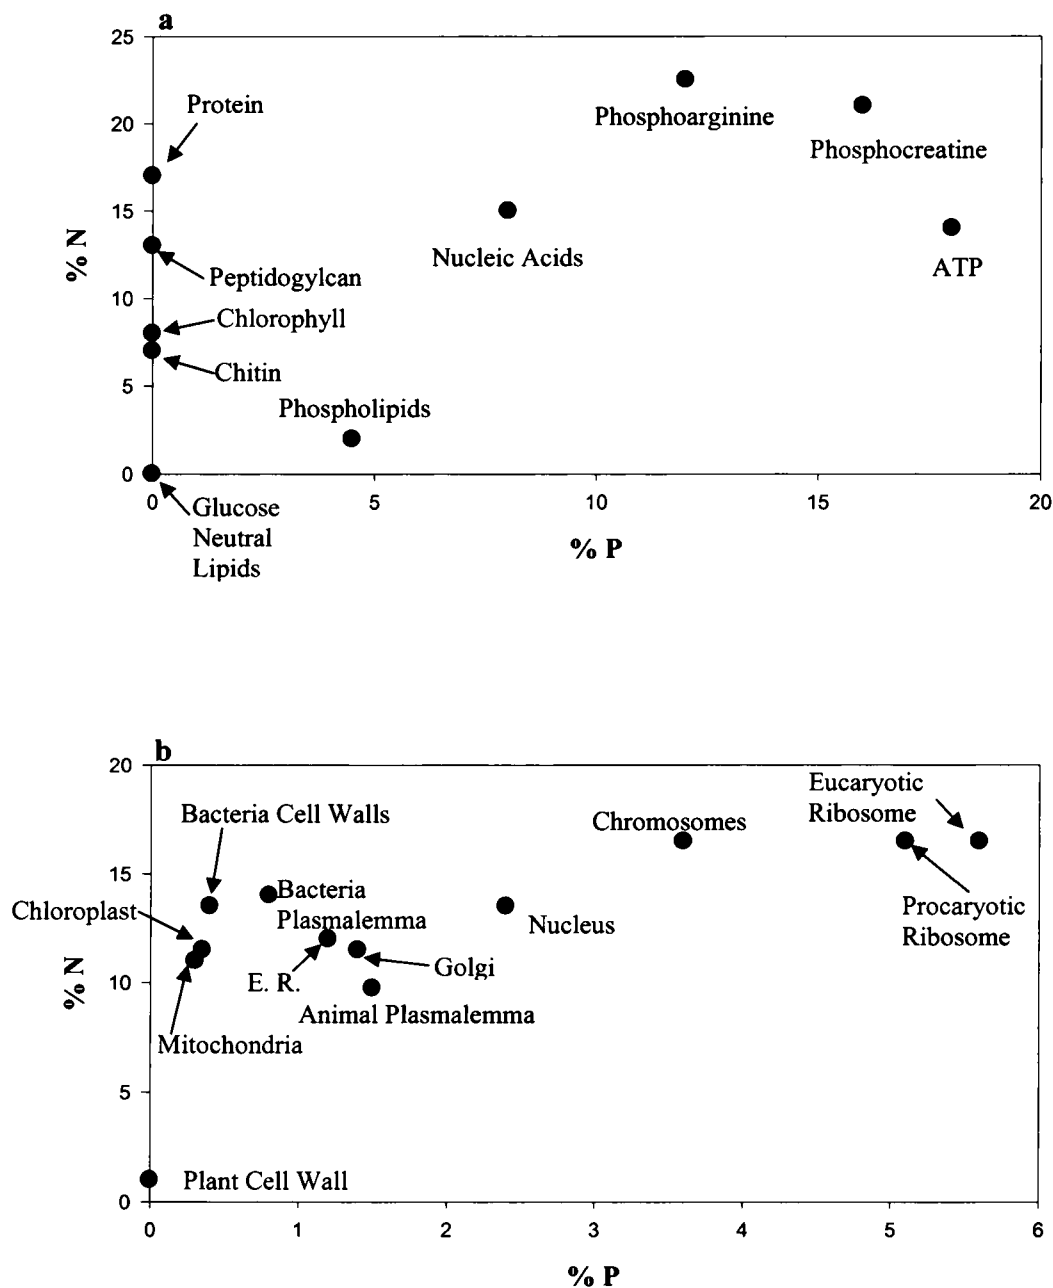 a
25
Protein
20
Phosphoarginine
Phosphocreatine
15
% N
Nucleic Acids
ATP
Peptidogylcan
10
Chlorophyll
Chitin
5
Phospholipids
0
0
5
10
15
20
Glucose
Neutral
Lipids
% P
b
20
Bacteria Cell Walls
Chromosomes
Eucaryotic
Ribosome
15
Chloroplast
Bacteria
Plasmalemma
Nucleus
Procaryotic
Ribosome
% N
10
E. R.
Golgi
Animal Plasmalemma
Mitochondria
5
Plant Cell Wall
0
0
1
2
3
4
5
6
% P